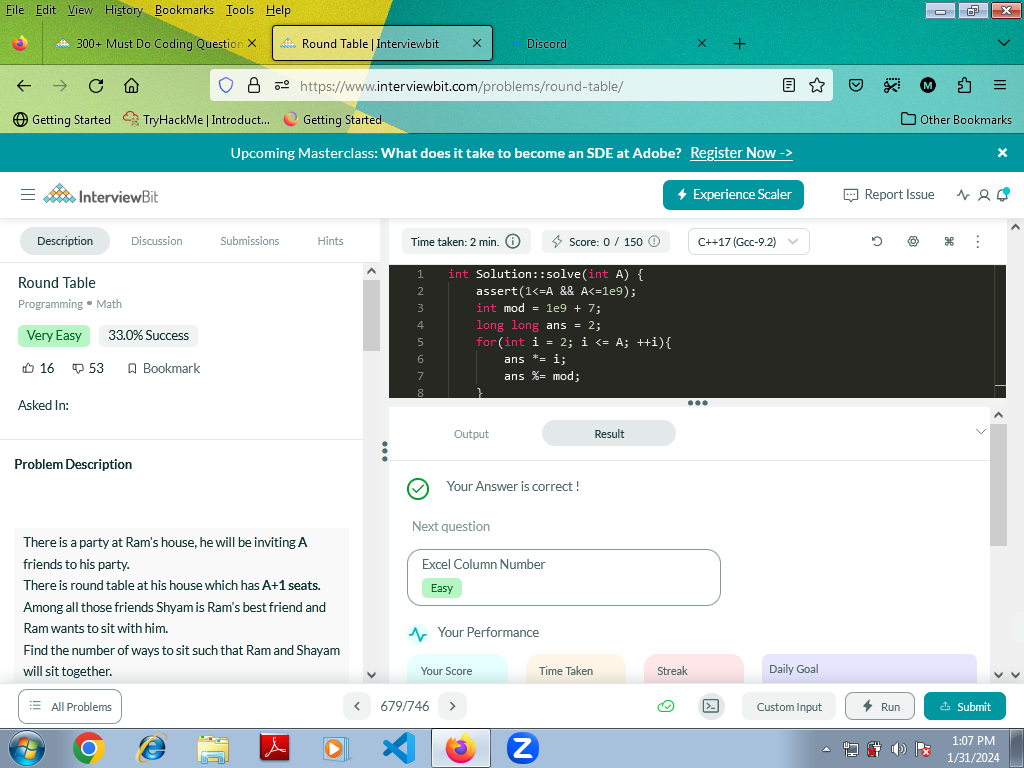 File Edit View History Bookmarks Tools Help
300+ Must Do Coding Question
Round Table | Interviewbit
Discord
https://www.interviewbit.com/problems/round-table/
Getting Started
TryHackMe | Introduct...
Getting Started
Other Bookmarks
Upcoming Masterclass: What does it take to become an SDE at Adobe? Register Now ->
InterviewBit
Experience Scaler
Report Issue
Description Discussion Submissions Hints
Time taken: 2 min.
Score: 0 / 150
C++17 (Gcc-9.2)
Round Table
Programming • Math
Very Easy
33.0% Success
16
53
Bookmark
Asked In:
Problem Description
There is a party at Ram's house, he will be inviting A
friends to his party.
There is round table at his house which has A+1 seats.
Among all those friends Shyam is Ram's best friend and
Ram wants to sit with him.
Find the number of ways to sit such that Ram and Shayam
will sit together.
1 int Solution::solve(int A) {
2 assert(1<=A && A<=1e9);
3 int mod = 1e9 + 7;
4 long long ans = 2;
5 for(int i = 2; i <= A; ++i){
6 ans *= i;
7 ans %= mod;
8 }
Output
Result
Your Answer is correct !
Next question
Excel Column Number
Easy
Your Performance
Your Score
Time Taken
Streak
Daily Goal
All Problems
679/746
Custom Input
Run
Submit
1:07 PM
1/31/2024